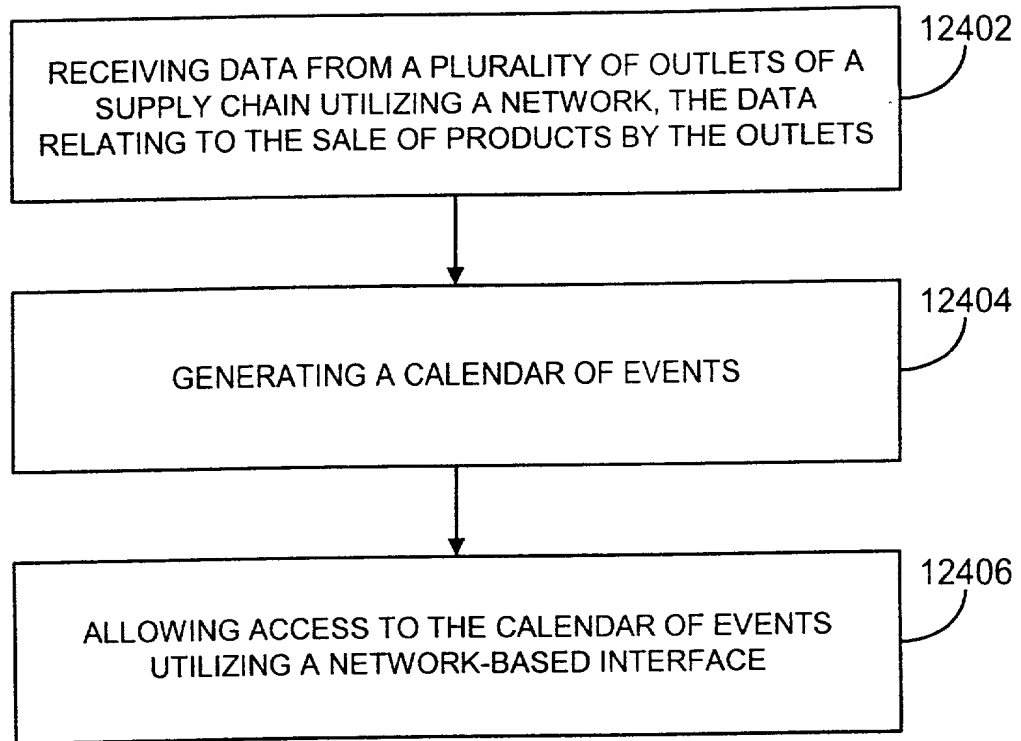 12402
RECEIVING DATA FROM A PLURALITY OF OUTLETS OF A
SUPPLY CHAIN UTILIZING A NETWORK, THE DATA
RELATING TO THE SALE OF PRODUCTS BY THE OUTLETS
12404
GENERATING A CALENDAR OF EVENTS
12406
ALLOWING ACCESS TO THE CALENDAR OF EVENTS
UTILIZING A NETWORK-BASED INTERFACE